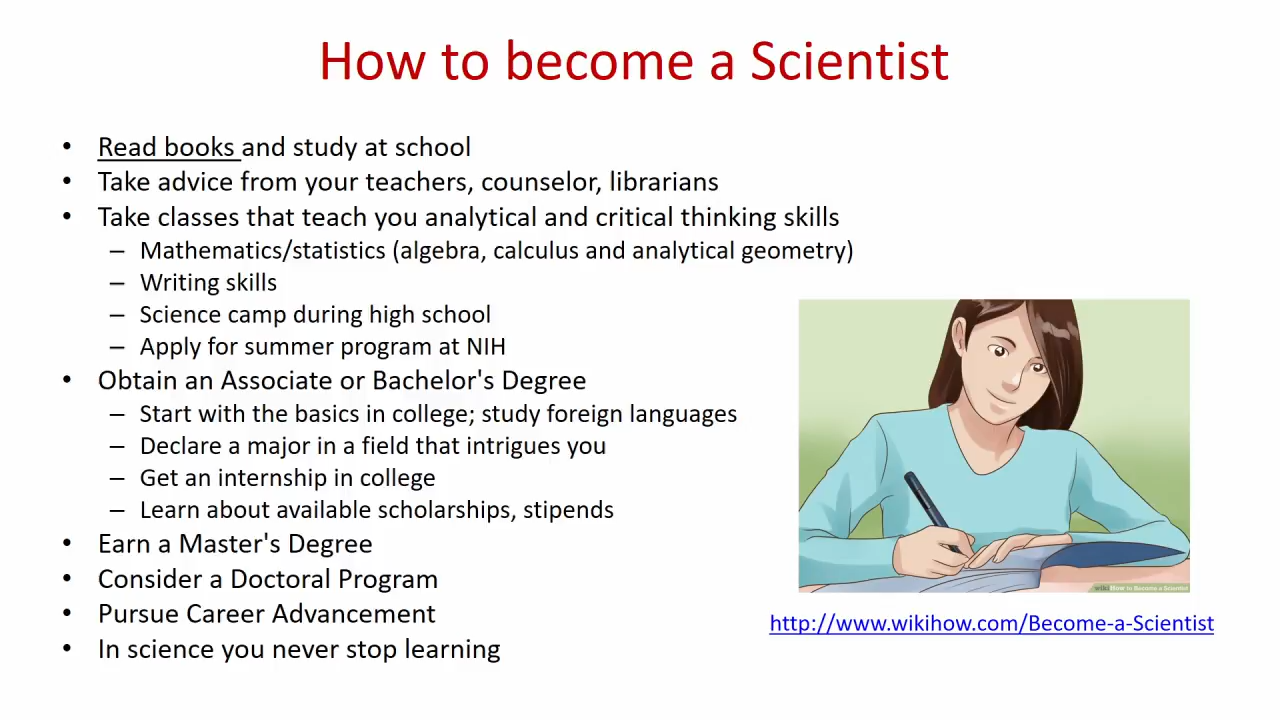 How to become a Scientist
• Read books and study at school
• Take advice from your teachers, counselor, librarians
• Take classes that teach you analytical and critical thinking skills
– Mathematics/statistics (algebra, calculus and analytical geometry)
– Writing skills
– Science camp during high school
– Apply for summer program at NIH
• Obtain an Associate or Bachelor's Degree
– Start with the basics in college; study foreign languages
– Declare a major in a field that intrigues you
– Get an internship in college
– Learn about available scholarships, stipends
• Earn a Master's Degree
• Consider a Doctoral Program
• Pursue Career Advancement
• In science you never stop learning
wikiHow to Become a Scientist
http://www.wikihow.com/Become-a-Scientist